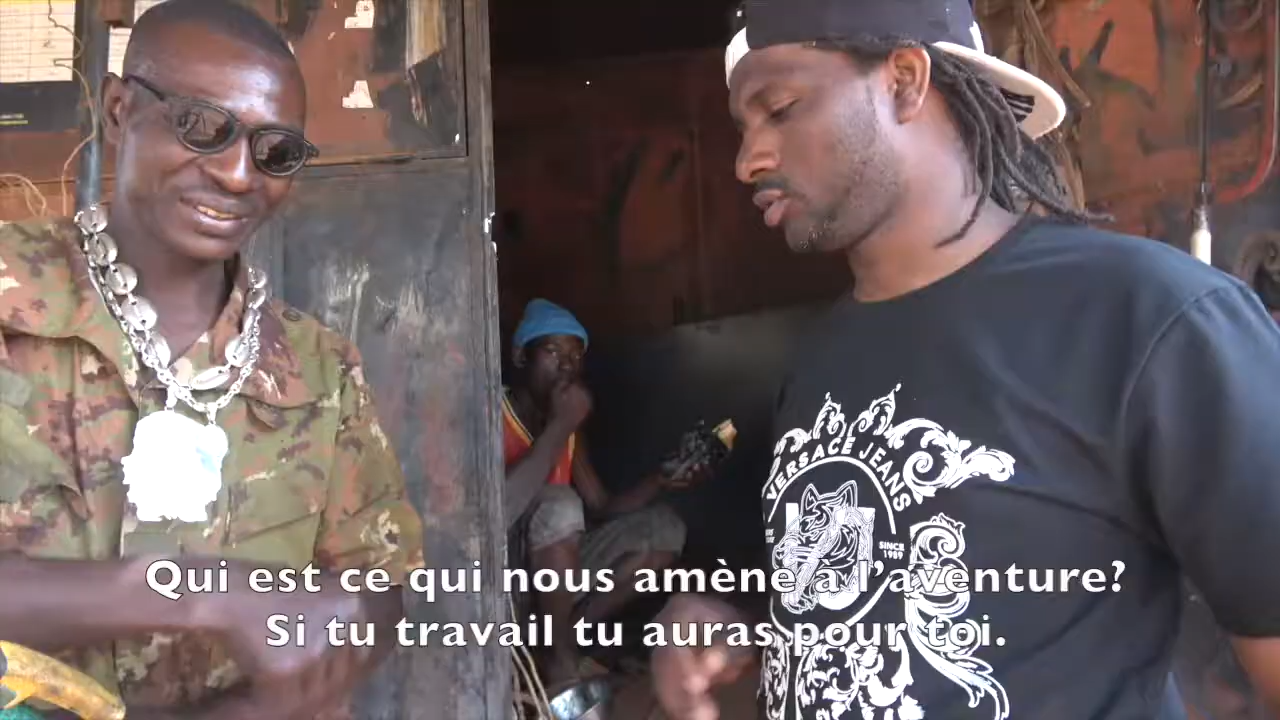 VERSACE JEANS
SINCE
1989
Qui est ce qui nous amène a l’aventure?
Si tu travail tu auras pour toi.